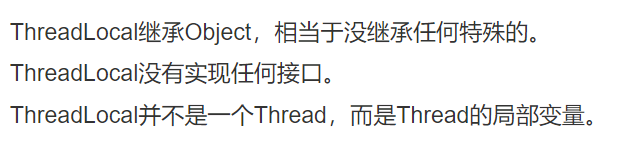 ThreadLocal继承Object，相当于没继承任何特殊的。
ThreadLocal没有实现任何接口。
ThreadLocal并不是一个Thread，而是Thread的局部变量。